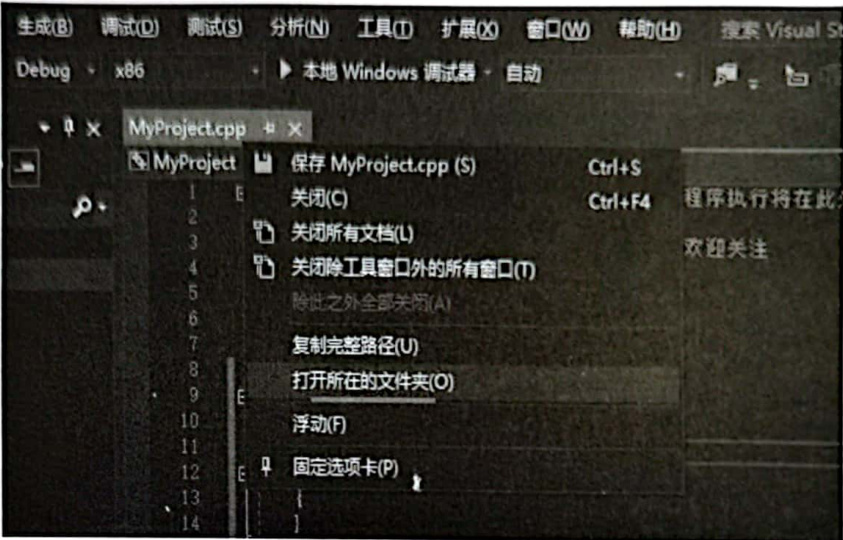 生成(B) 调试(D) 测试(S) 分析(N) 工具(T) 扩展(X) 窗口(W) 帮助(H) 搜索 Visual St
Debug x86 本地 Windows 调试器 自动
MyProject.cpp
MyProject
保存 MyProject.cpp (S) Ctrl+S
1
关闭(C) Ctrl+F4 程序执行将在此
2
关闭所有文档(L)
3
欢迎关注
4
关闭除工具窗口外的所有窗口(T)
5
除此之外全部关闭(A)
6
7
复制完整路径(U)
8
打开所在的文件夹(O)
9
10
浮动(F)
11
12
固定选项卡(P)
13 {
14 ]